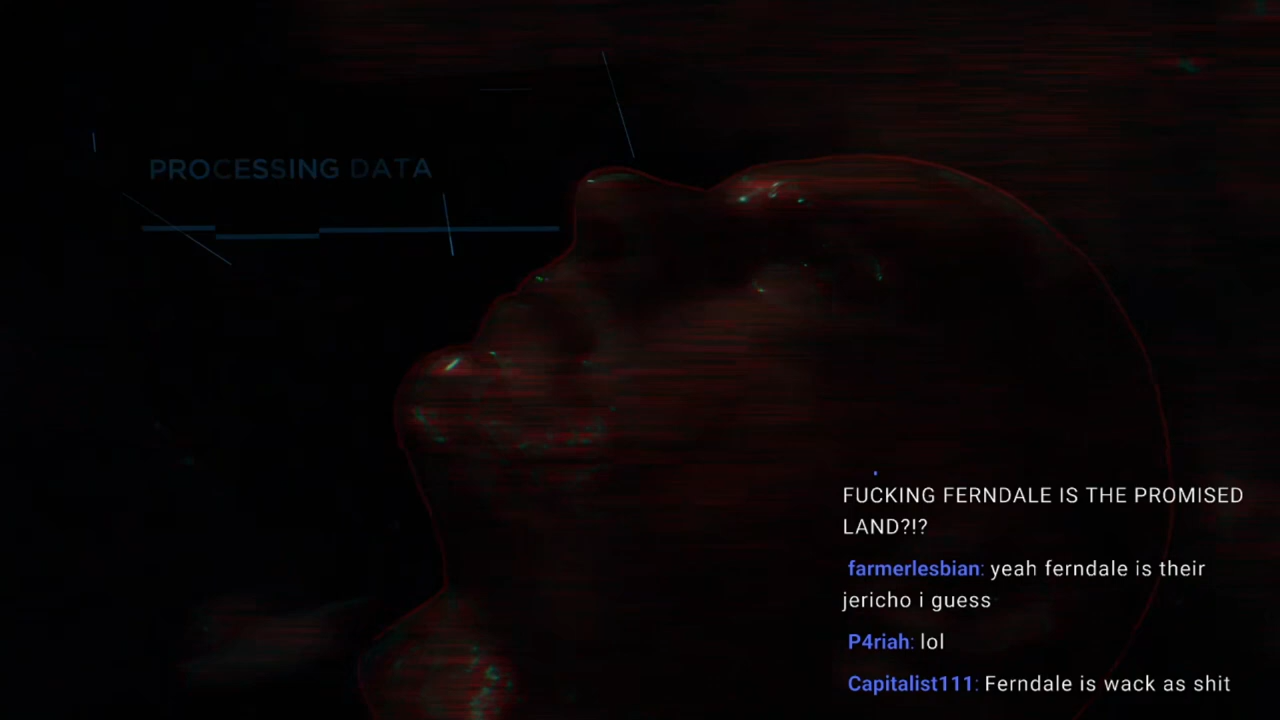 PROCESSING DATA
FUCKING FERNDALE IS THE PROMISED
LAND?!?
farmerlesbian: yeah ferndale is their
jericho i guess
P4riah: lol
Capitalist111: Ferndale is wack as shit